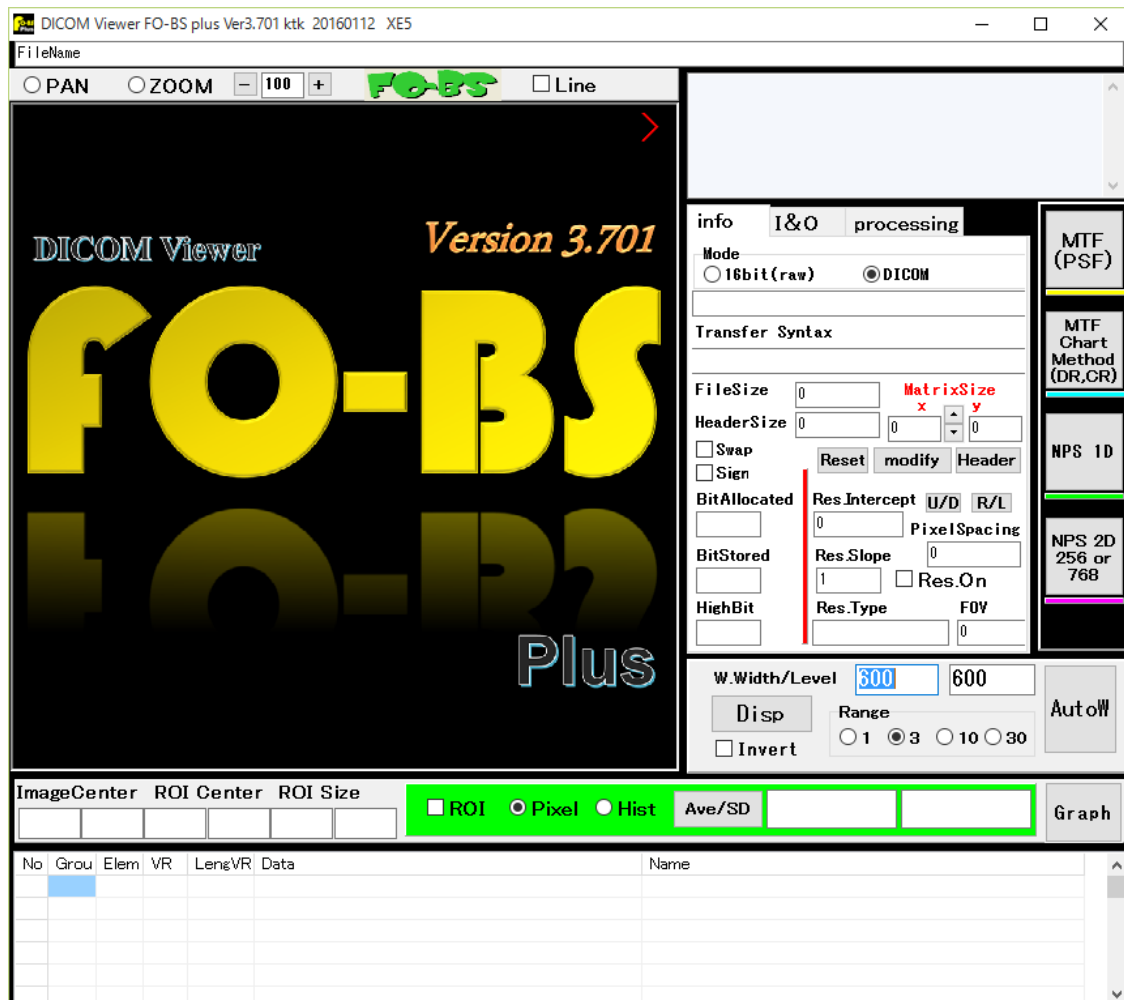 DICOM Viewer FO-BS plus Ver3.701 ktk 20160112 XE5
FileName
PAN ZOOM - 100 + FO-BS Line
DICOM Viewer
Version 3.701
FO-BS
Plus
info I&O processing
Mode
16bit(raw) DICOM
Transfer Syntax
FileSize 0 MatrixSize
x y
HeaderSize 0 0 0
Swap
Sign
Reset modify Header
BitAllocated Res.Intercept U/D R/L
0 PixelSpacing
BitStored Res.Slope 0
1 Res.On
HighBit Res.Type FOV
0
MTF
(PSF)
MTF
Chart
Method
(DR,CR)
NPS 1D
NPS 2D
256 or
768
W.Width/Level 600 600
Disp Range
Invert 1 3 10 30
AutoW
ImageCenter ROI Center ROI Size
ROI Pixel Hist Ave/SD
Graph
No Grou Elem VR LengVR Data Name